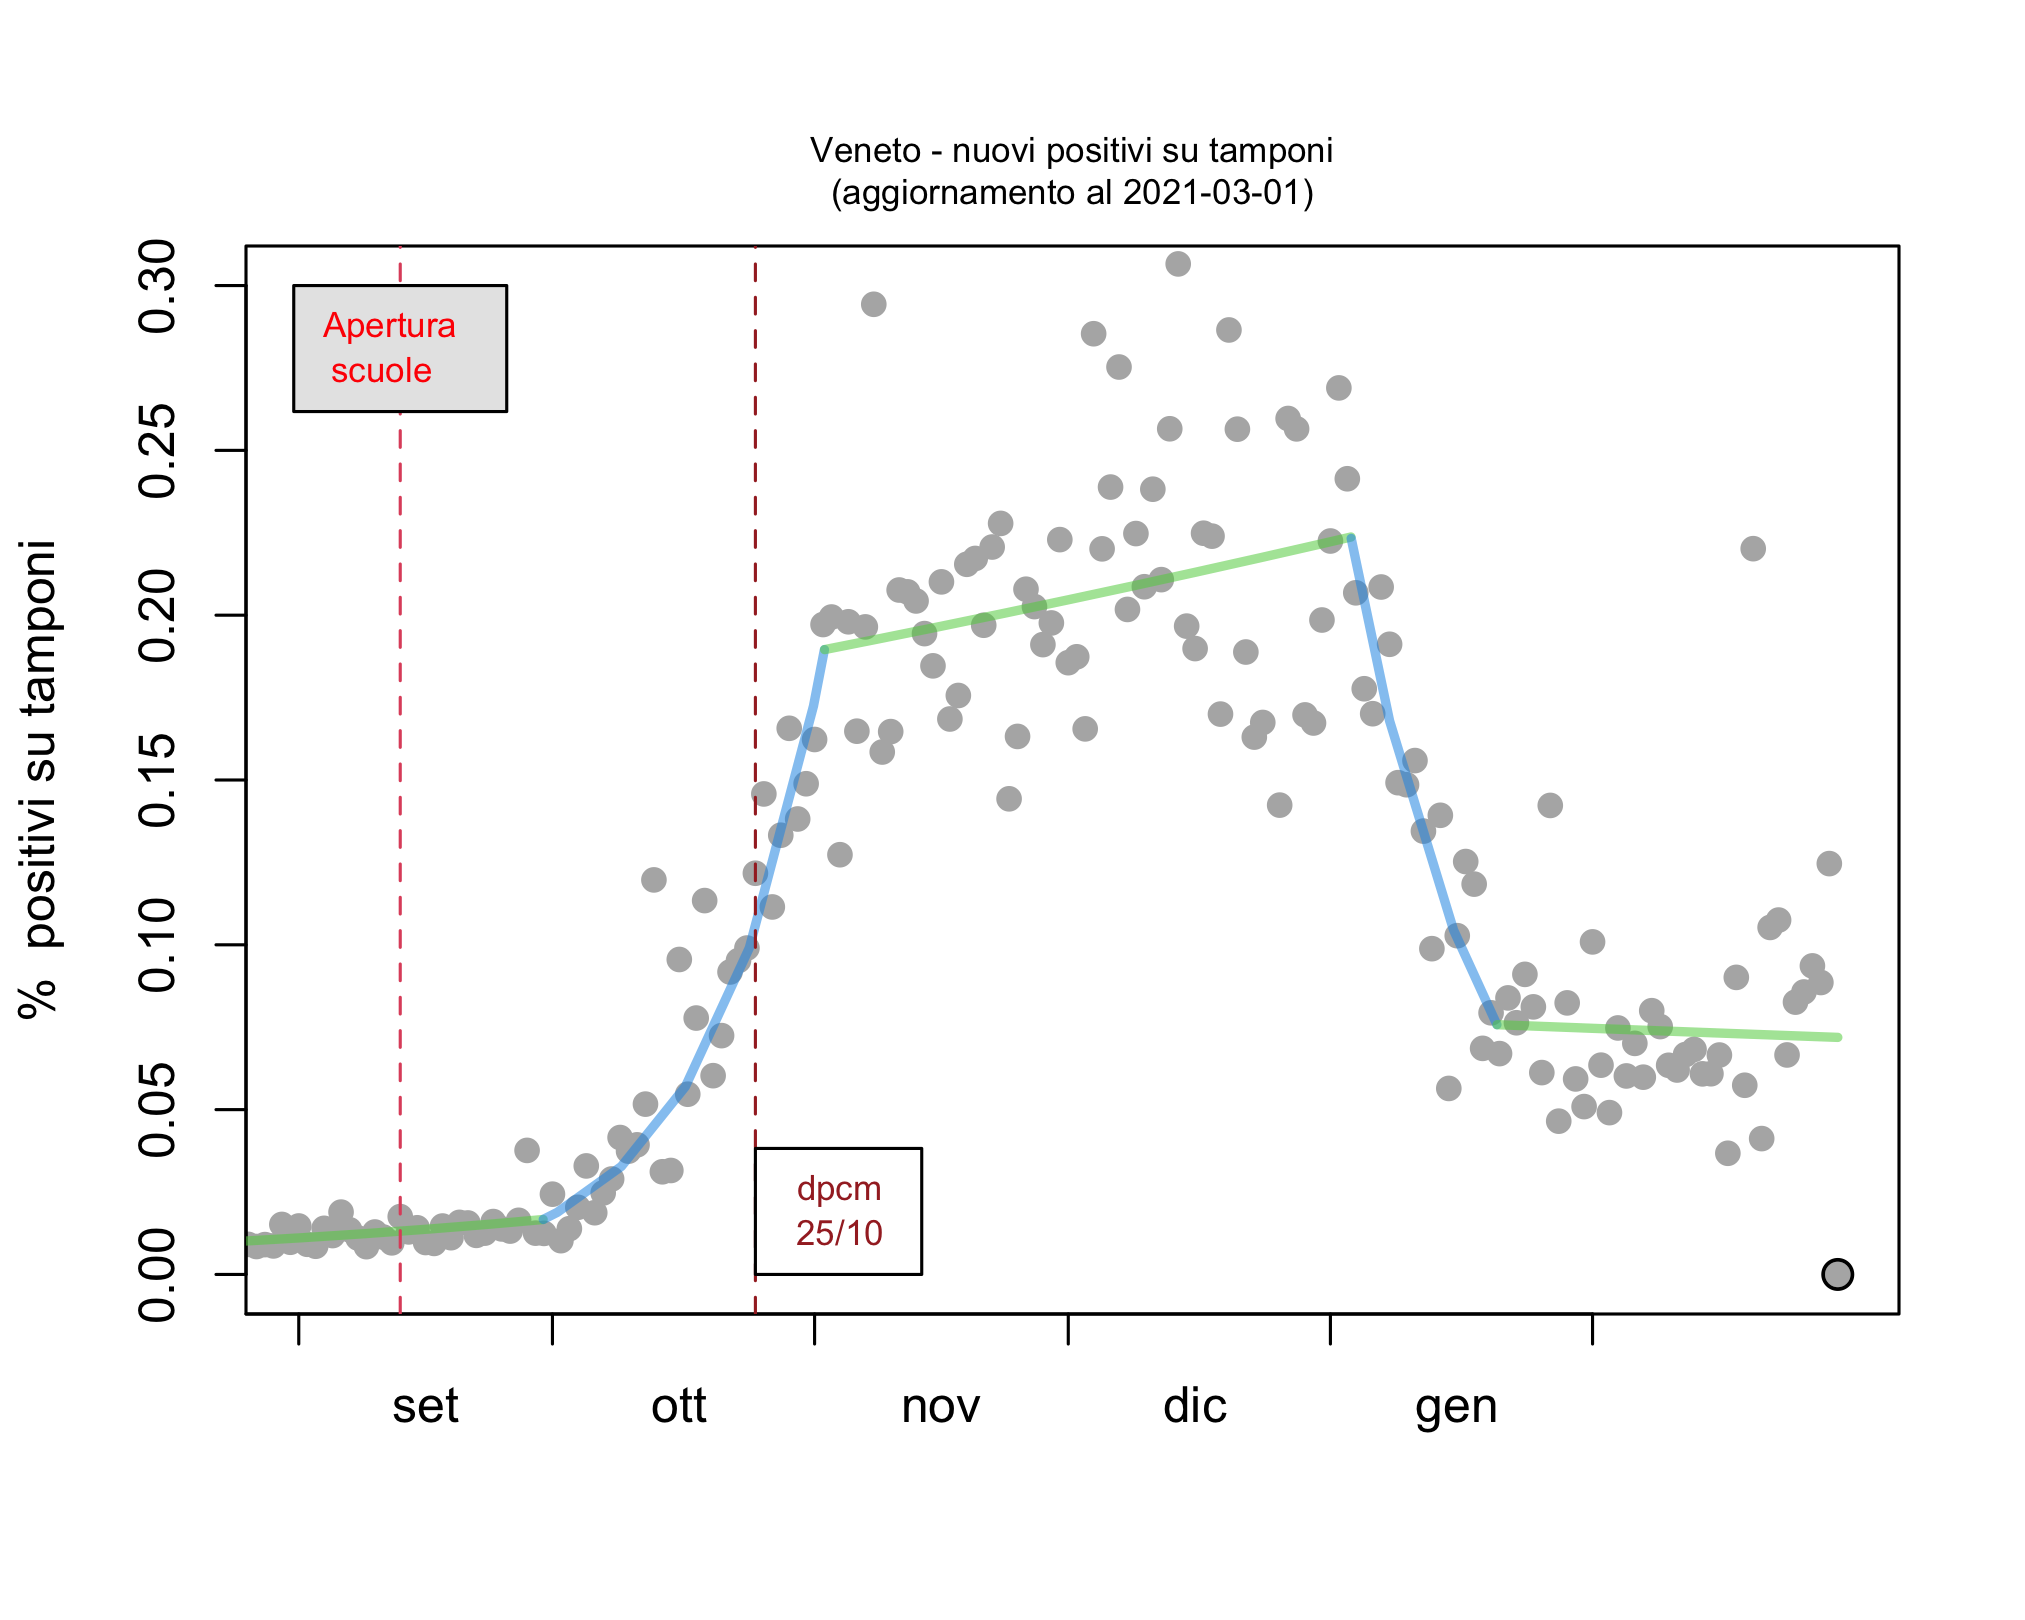 Veneto - nuovi positivi su tamponi
(aggiornamento al 2021-03-01)
% positivi su tamponi
0.30
0.25
0.20
0.15
0.10
0.05
0.00
Apertura
scuole
dpcm
25/10
set ott nov dic gen